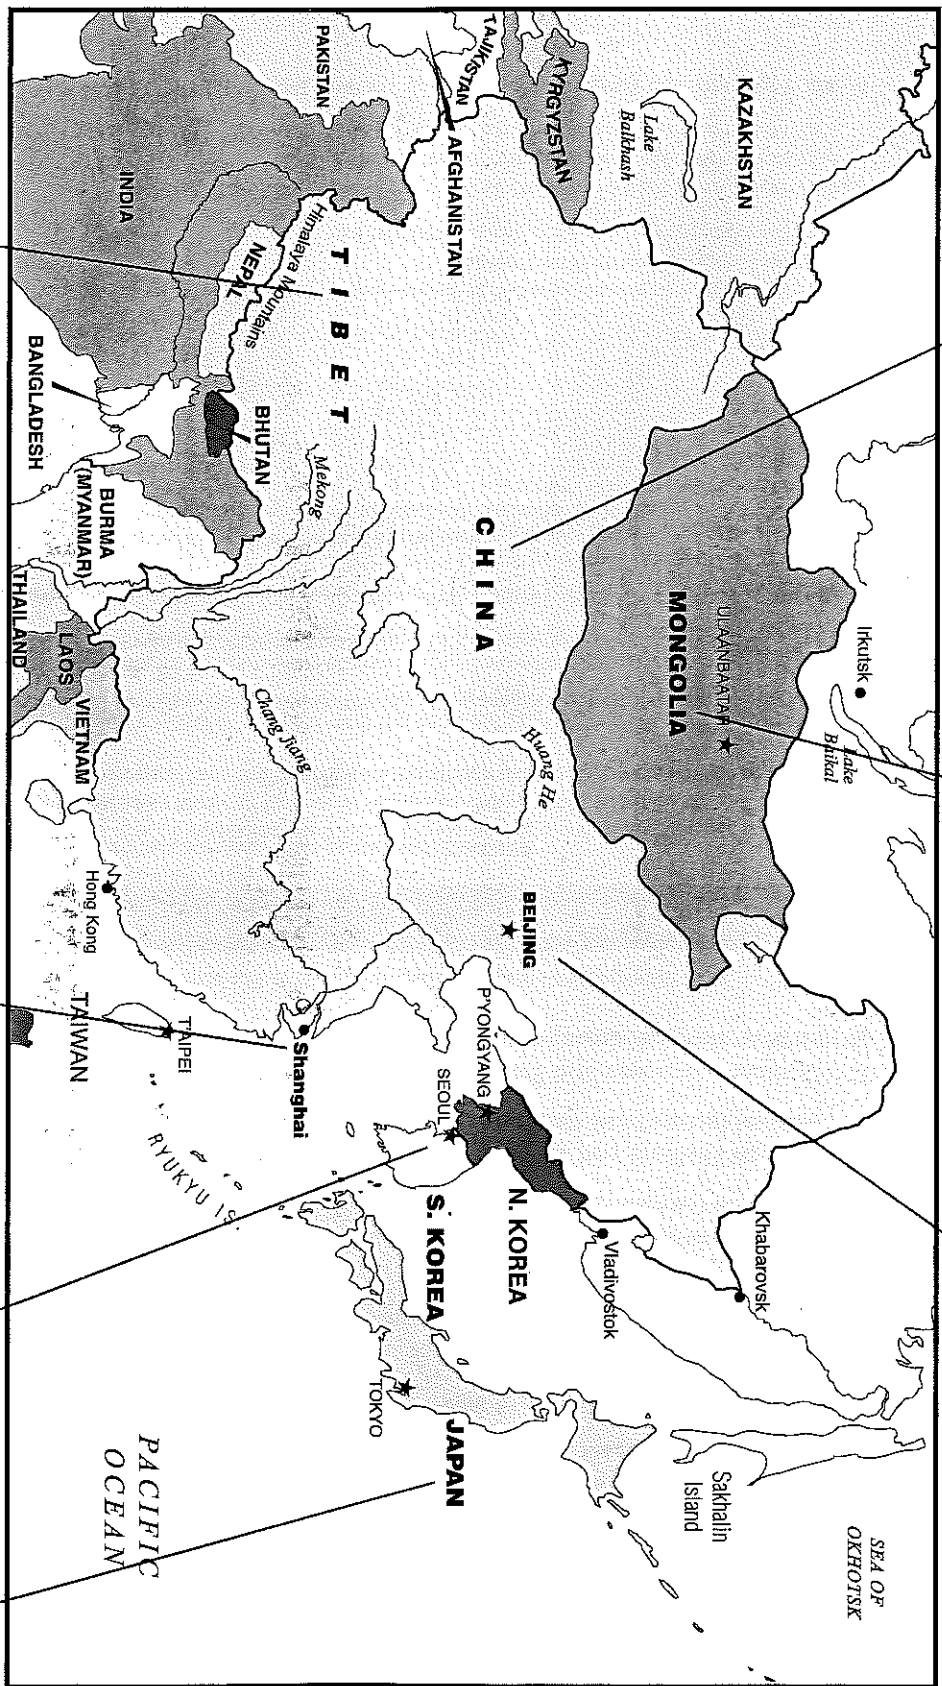 KAZAKHSTAN
Lake
Balkhash
KYRGYZSTAN
TAJIKISTAN
AFGHANISTAN
PAKISTAN
INDIA
Himalaya Mountains
NEPAL
TIBET
BHUTAN
BANGLADESH
BURMA
(MYANMAR)
THAILAND
LAOS
VIETNAM
Mekong
CHINA
Chang Jiang
Huang He
MONGOLIA
ULAANBAATAR
Irkutsk
Lake
Baikal
BEIJING
Hong Kong
TAIWAN
TAIPEI
Shanghai
P'YONGYANG
SEOUL
N. KOREA
S. KOREA
RYUKYU IS.
Vladivostok
Khabarovsk
JAPAN
TOKYO
Sakhalin
Island
SEA OF
OKHOTSK
PACIFIC
OCEAN